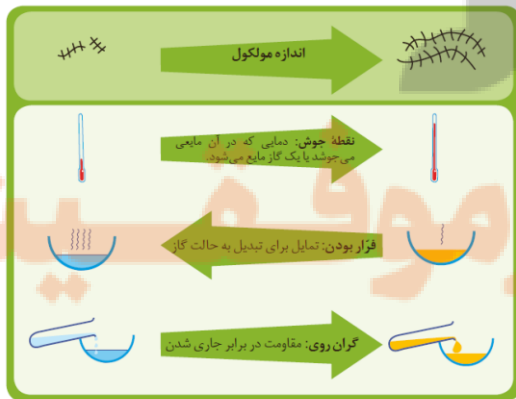 اندازه مولکول
نقطهٔ جوش: دمایی که در آن مایعی
می‌جوشد یا یک گاز مایع می‌شود.
فرّار بودن: تمایل برای تبدیل به حالت گاز
گران روی: مقاومت در برابر جاری شدن
موفقیت